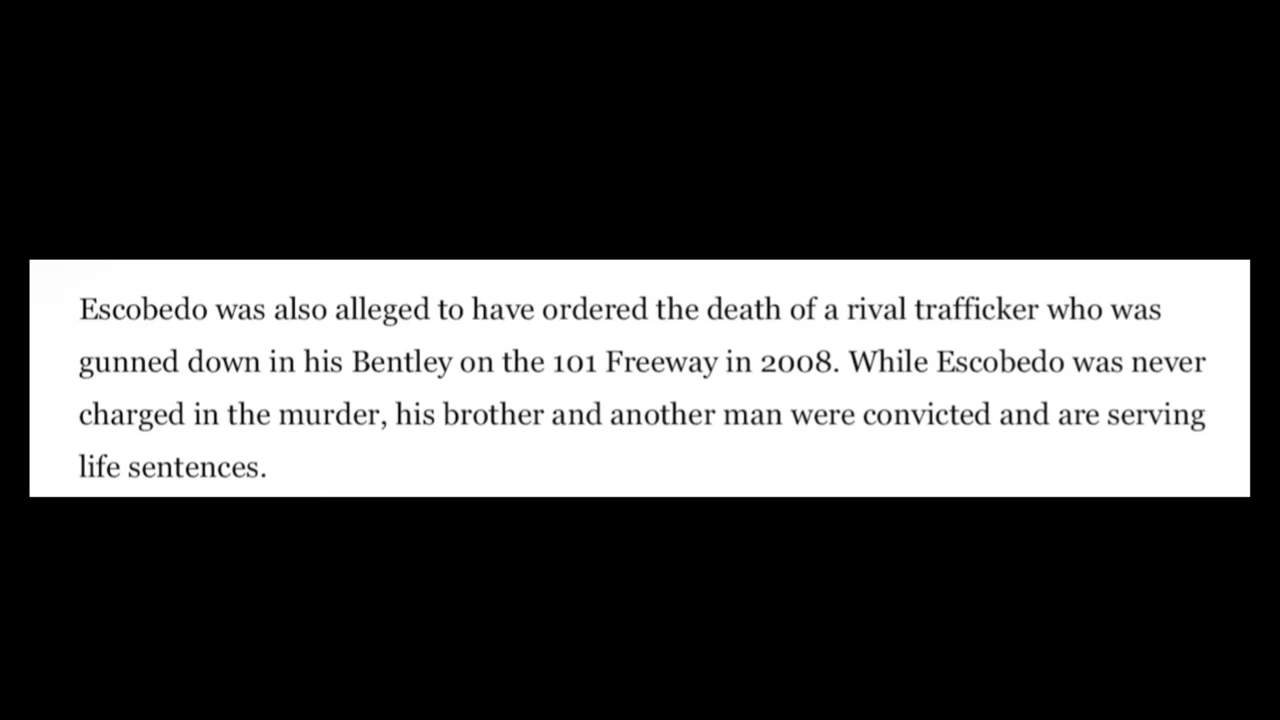 Escobedo was also alleged to have ordered the death of a rival trafficker who was
gunned down in his Bentley on the 101 Freeway in 2008. While Escobedo was never
charged in the murder, his brother and another man were convicted and are serving
life sentences.